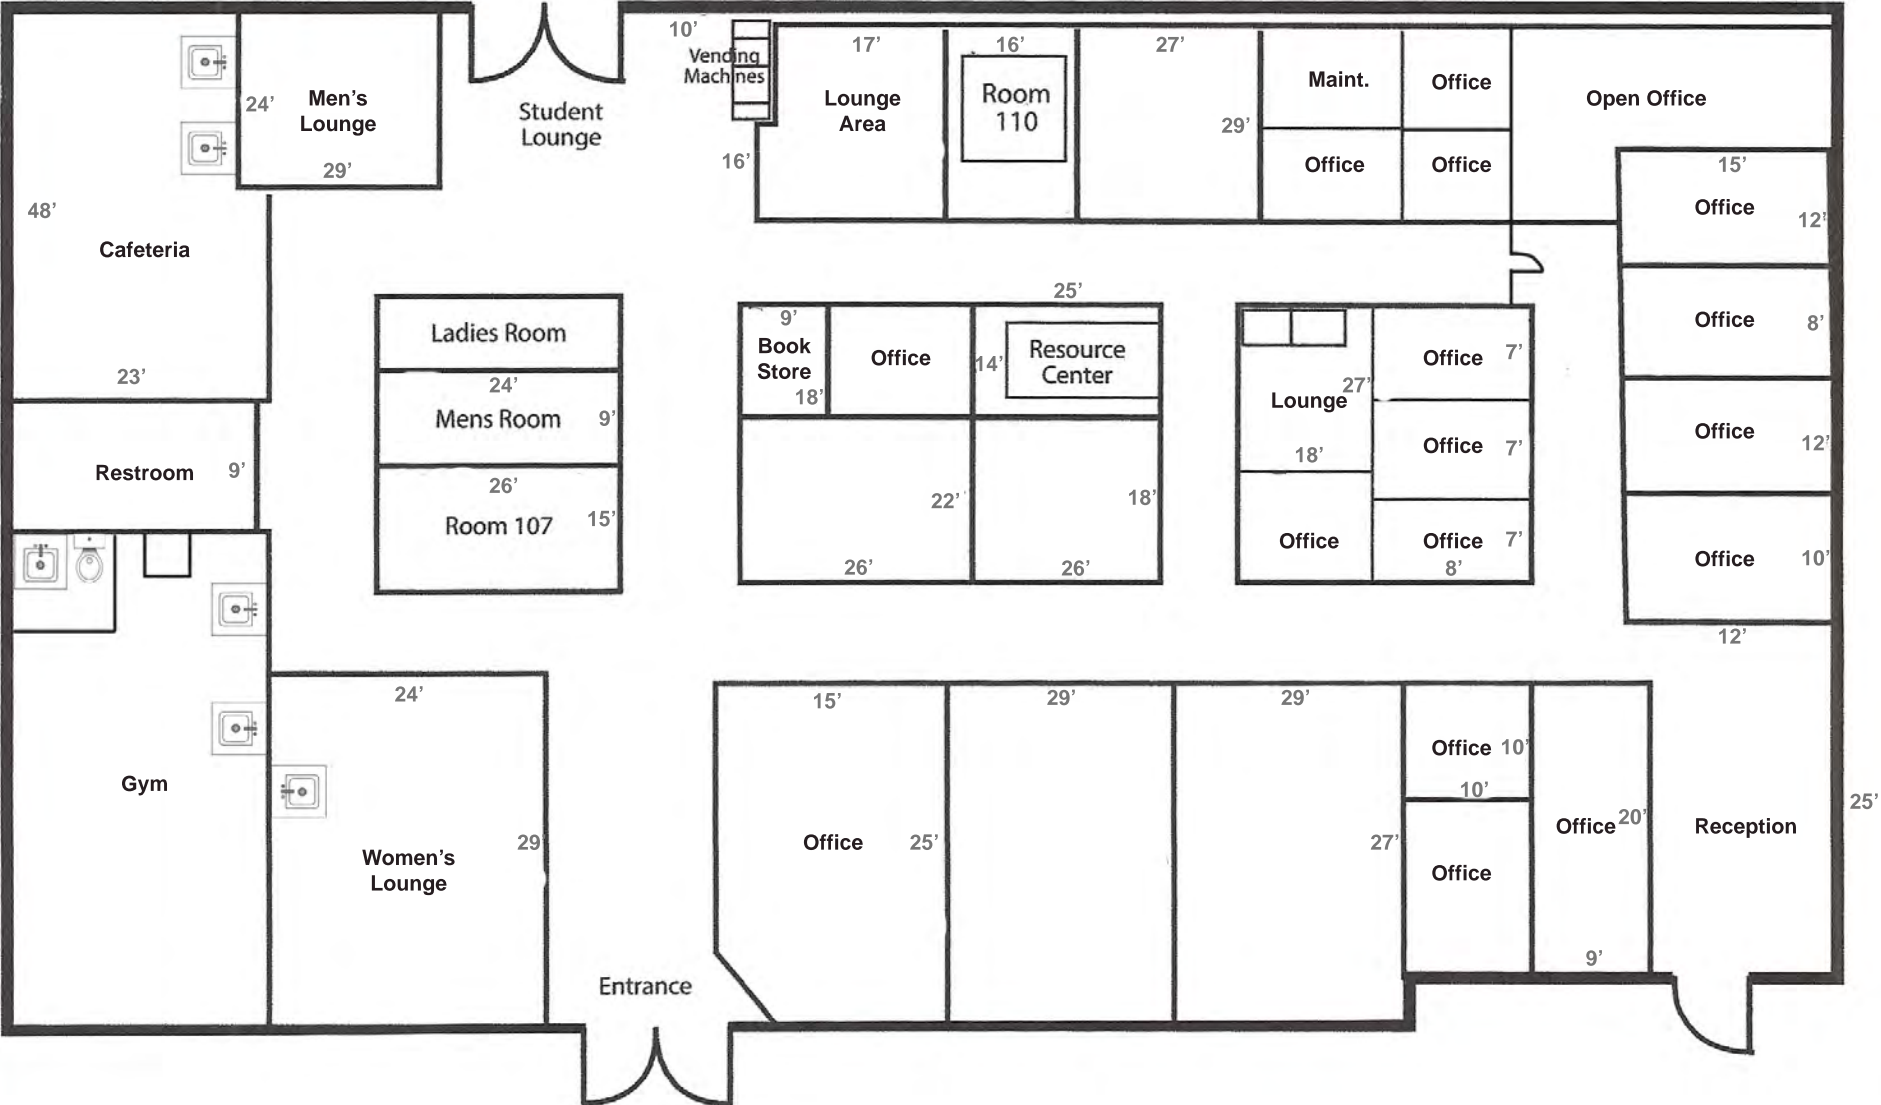 10’
Vending
Machines
17’
16’
27’
Men’s
Lounge
24’
29’
Student
Lounge
Lounge
Area
16’
Room
110
29’
Maint.
Office
Office
Office
Open Office
15’
Office
12’
48’
Cafeteria
23’
Ladies Room
24’
Mens Room
9’
26’
Room 107
15’
25’
9’
Book
Store
18’
Office
14’
Resource
Center
22’
26’
18’
26’
27’
Lounge
18’
Office
Office
7’
Office
7’
Office
7’
8’
Office
8’
Office
12’
Office
10’
12’
Restroom
9’
Gym
24’
29’
Women’s
Lounge
Entrance
15’
Office
25’
29’
29’
27’
Office
10’
10’
Office
Office
20’
9’
Reception
25’